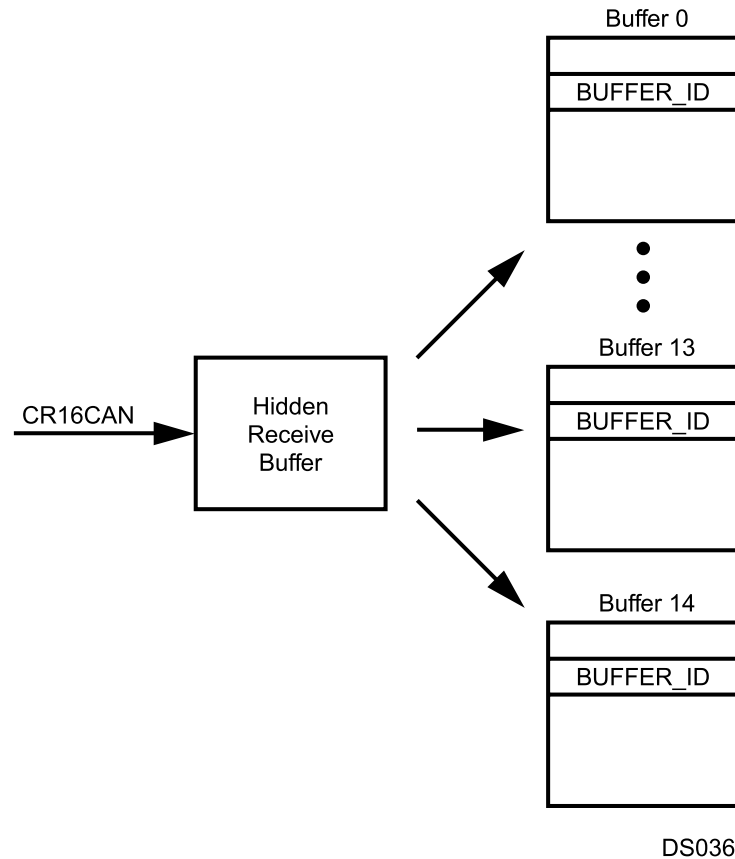 Buffer 0
BUFFER_ID
Buffer 13
CR16CAN
Hidden
Receive
Buffer
BUFFER_ID
Buffer 14
BUFFER_ID
DS036